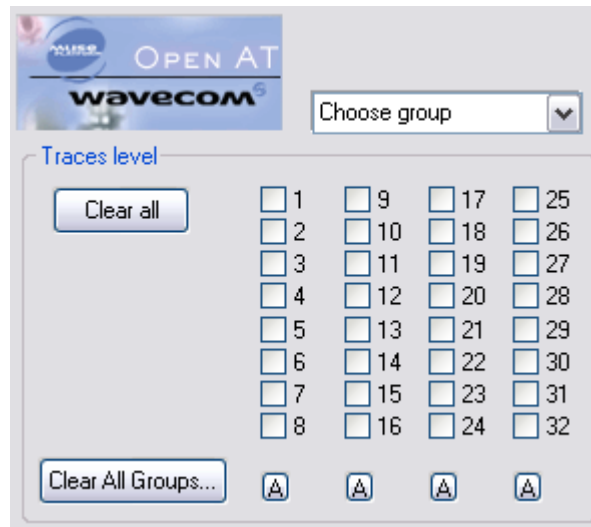 MUSE
OPEN AT
wavecom
Choose group
Traces level
Clear all
1 9 17 25
2 10 18 26
3 11 19 27
4 12 20 28
5 13 21 29
6 14 22 30
7 15 23 31
8 16 24 32
Clear All Groups... A A A A